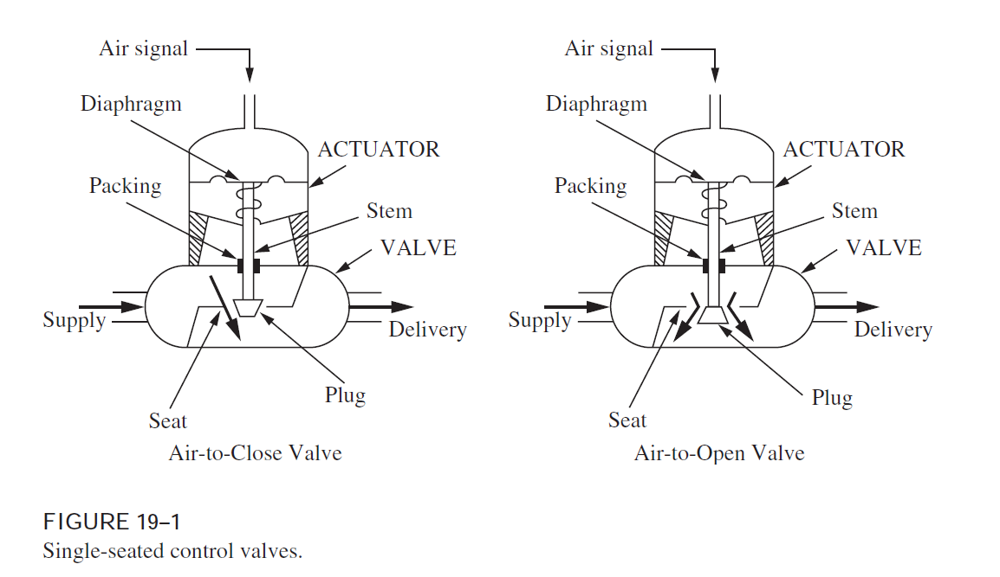 Air signal
Diaphragm
ACTUATOR
Packing
Stem
VALVE
Supply
Delivery
Plug
Seat
Air-to-Close Valve
Air signal
Diaphragm
ACTUATOR
Packing
Stem
VALVE
Supply
Delivery
Plug
Seat
Air-to-Open Valve
FIGURE 19–1
Single-seated control valves.